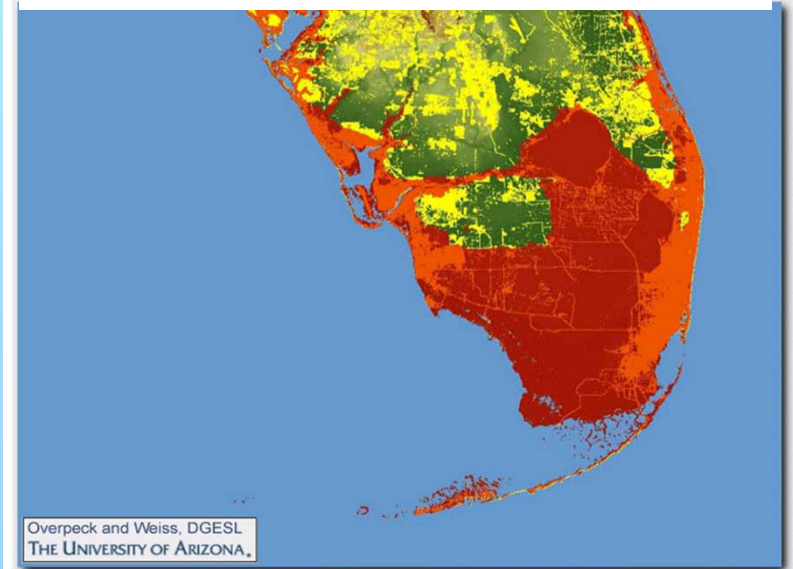 Overpeck and Weiss, DGESL
THE UNIVERSITY OF ARIZONA.